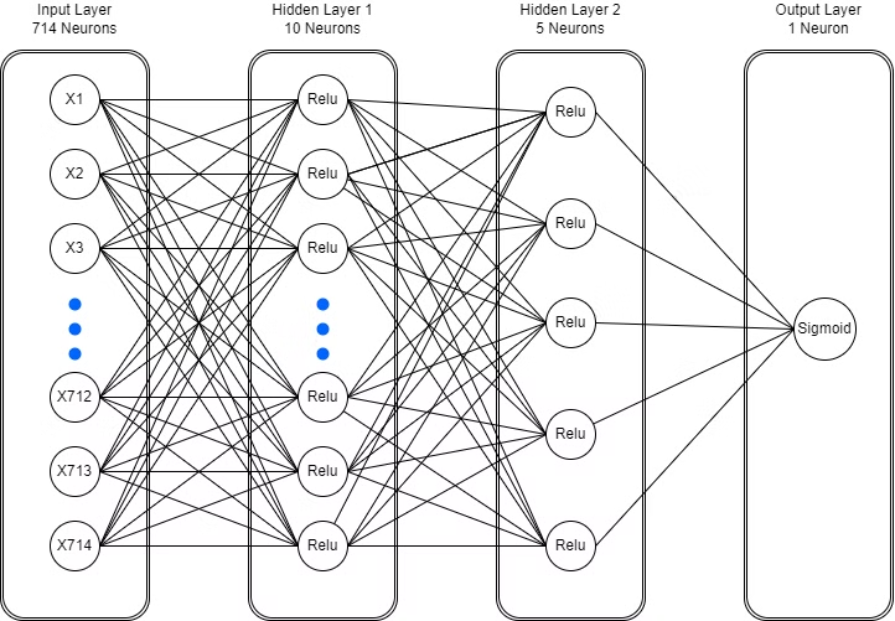 Input Layer
714 Neurons
Hidden Layer 1
10 Neurons
Hidden Layer 2
5 Neurons
Output Layer
1 Neuron
X1
X2
X3
X712
X713
X714
Relu
Relu
Relu
Relu
Relu
Relu
Relu
Relu
Relu
Relu
Relu
Sigmoid